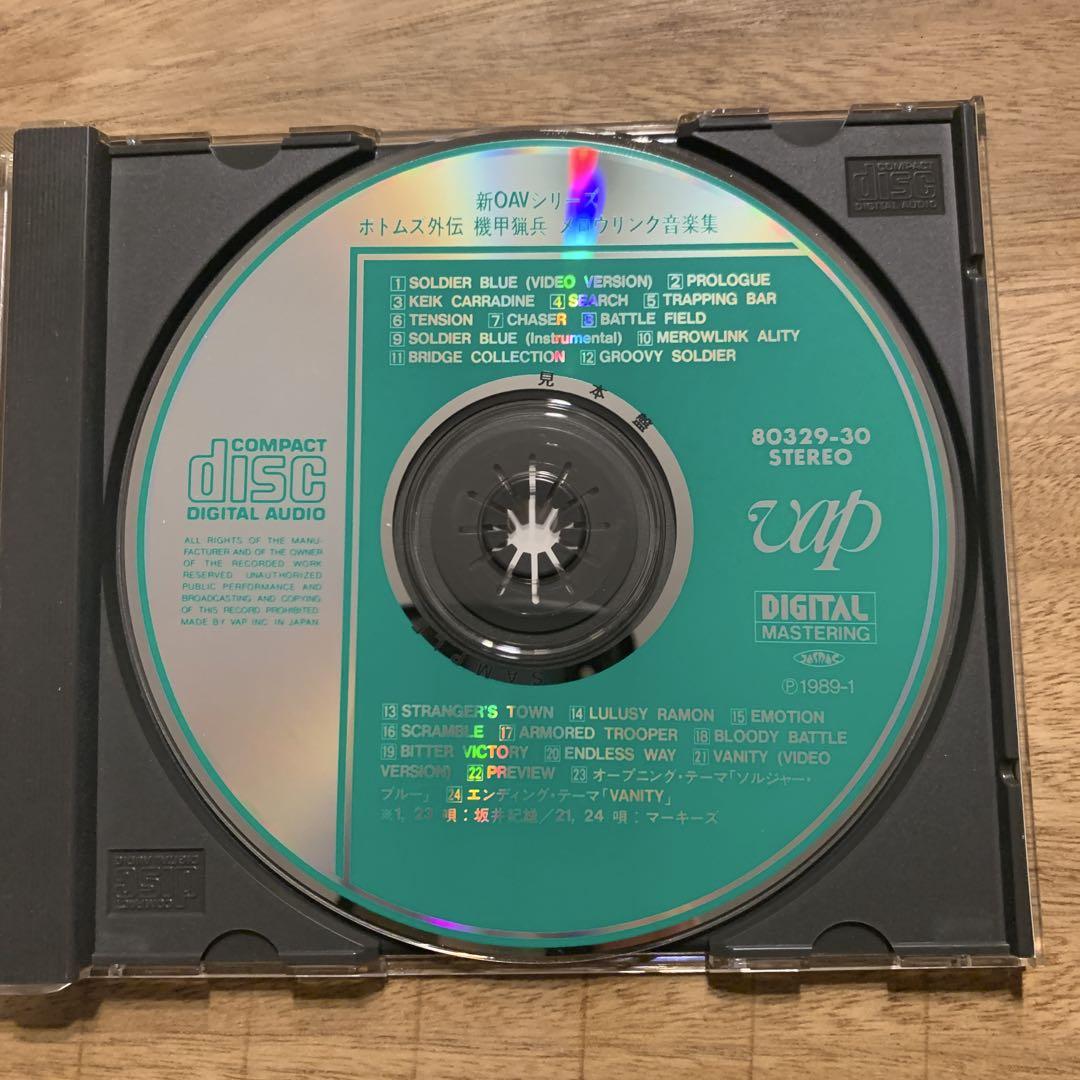 新OAVシリーズ
ボトムズ外伝 機甲猟兵 メロウリンク音楽集
1 SOLDIER BLUE (VIDEO VERSION) 2 PROLOGUE
3 KEIK CARRADINE 4 SEARCH 5 TRAPPING BAR
6 TENSION 7 CHASER 8 BATTLE FIELD
9 SOLDIER BLUE (Instrumental) 10 MEROWLINK ALITY
11 BRIDGE COLLECTION 12 GROOVY SOLDIER
見本盤
COMPACT
disc
DIGITAL AUDIO
80329-30
STEREO
vap
ALL RIGHTS OF THE MANU-
FACTURER AND OF THE OWNER
OF THE RECORDED WORK
RESERVED. UNAUTHORIZED
PUBLIC PERFORMANCE AND
BROADCASTING AND COPYING
OF THIS RECORD PROHIBITED.
MADE BY VAP INC. IN JAPAN.
DIGITAL
MASTERING
JASRAC
Ⓟ1989-1
SAMPLE
13 STRANGER'S TOWN 14 LULUSY RAMON 15 EMOTION
16 SCRAMBLE 17 ARMORED TROOPER 18 BLOODY BATTLE
19 BITTER VICTORY 20 ENDLESS WAY 21 VANITY (VIDEO
VERSION) 22 PREVIEW 23 オープニング・テーマ「ソルジャー・
ブルー」 24 エンディング・テーマ「VANITY」
※1, 23 唄：坂井紀雄／21, 24 唄：マーキーズ
COMPACT
disc
DIGITAL AUDIO
COMPACT
disc
DIGITAL AUDIO